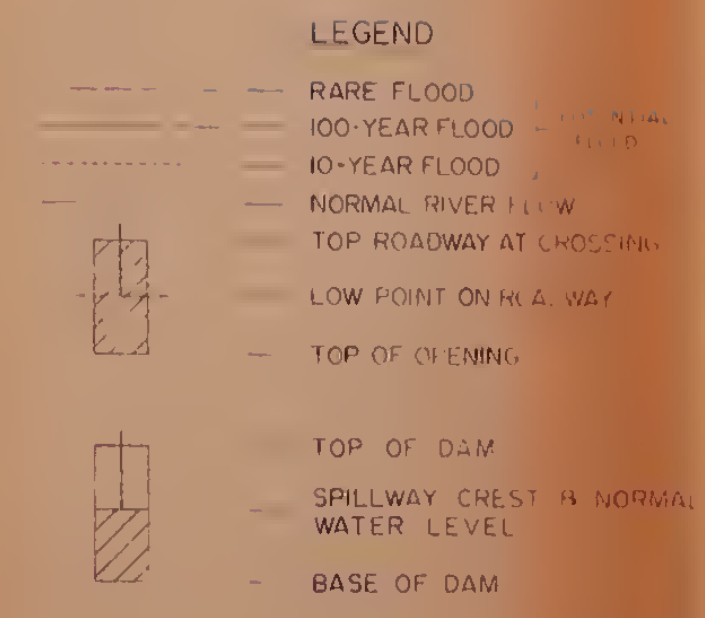 LEGEND
RARE FLOOD
100-YEAR FLOOD
10-YEAR FLOOD
NORMAL RIVER FLOW
TOP ROADWAY AT CROSSING
LOW POINT ON ROADWAY
TOP OF OPENING
TOP OF DAM
SPILLWAY CREST & NORMAL
WATER LEVEL
BASE OF DAM